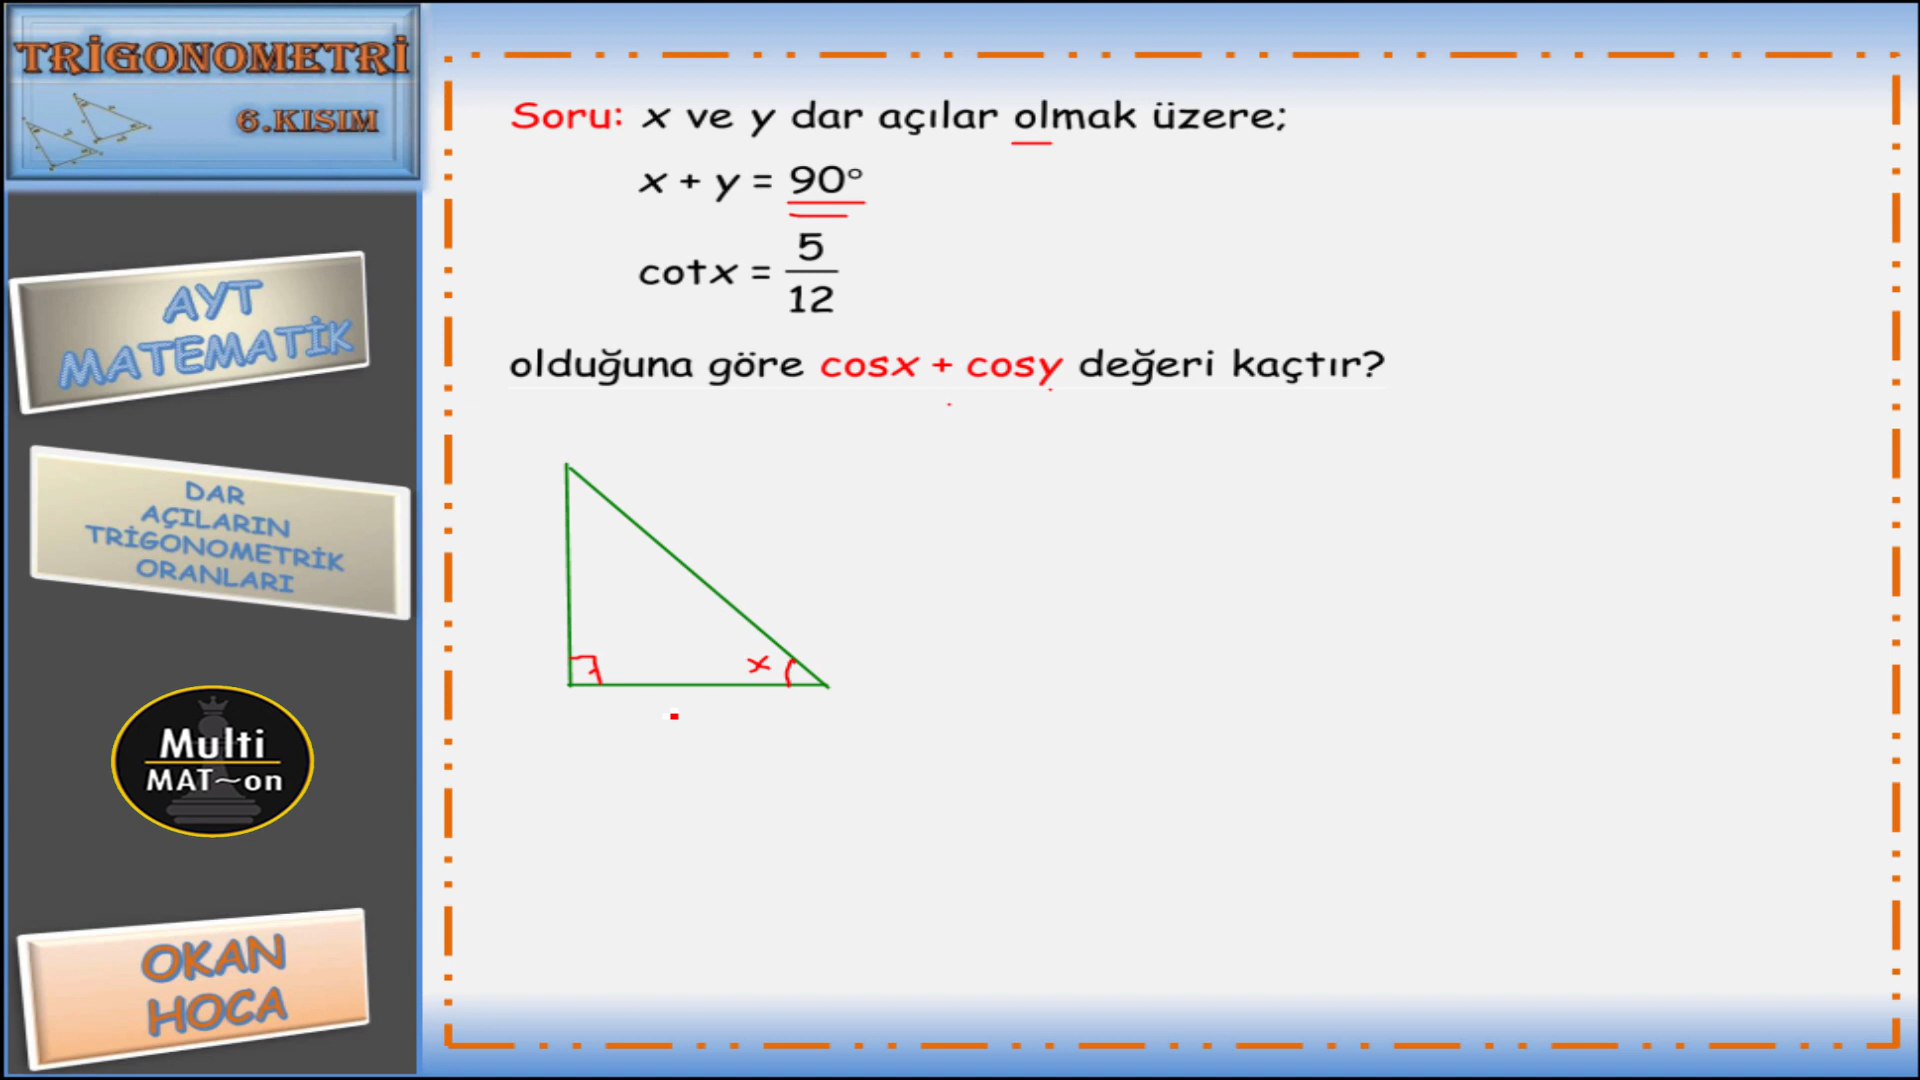 TRİGONOMETRİ
6.KISIM
AYT
MATEMATİK
DAR
AÇILARIN
TRİGONOMETRİK
ORANLARI
Multi
MAT~on
OKAN
HOCA
Soru: x ve y dar açılar olmak üzere;
x + y = 90°
cotx = 5/12
olduğuna göre cosx + cosy değeri kaçtır?
x